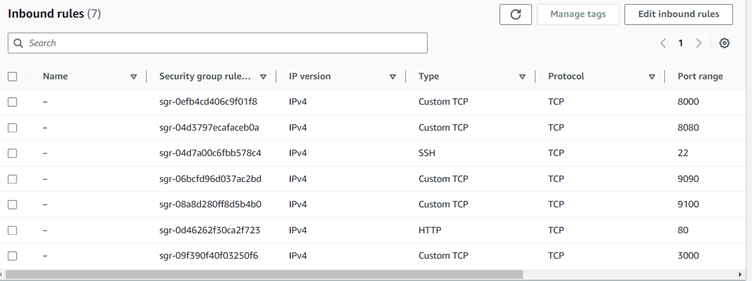 Inbound rules (7)
Manage tags
Edit inbound rules
Search
1
Name Security group rule... IP version Type Protocol Port range
– sgr-0efb4cd406c9f01f8 IPv4 Custom TCP TCP 8000
– sgr-04d3797ecafaceb0a IPv4 Custom TCP TCP 8080
– sgr-04d7a00c6fbb578c4 IPv4 SSH TCP 22
– sgr-06bcfd96d037ac2bd IPv4 Custom TCP TCP 9090
– sgr-08a8d280ff8d5b4b0 IPv4 Custom TCP TCP 9100
– sgr-0d46262f30ca2f723 IPv4 HTTP TCP 80
– sgr-09f390f40f03250f6 IPv4 Custom TCP TCP 3000